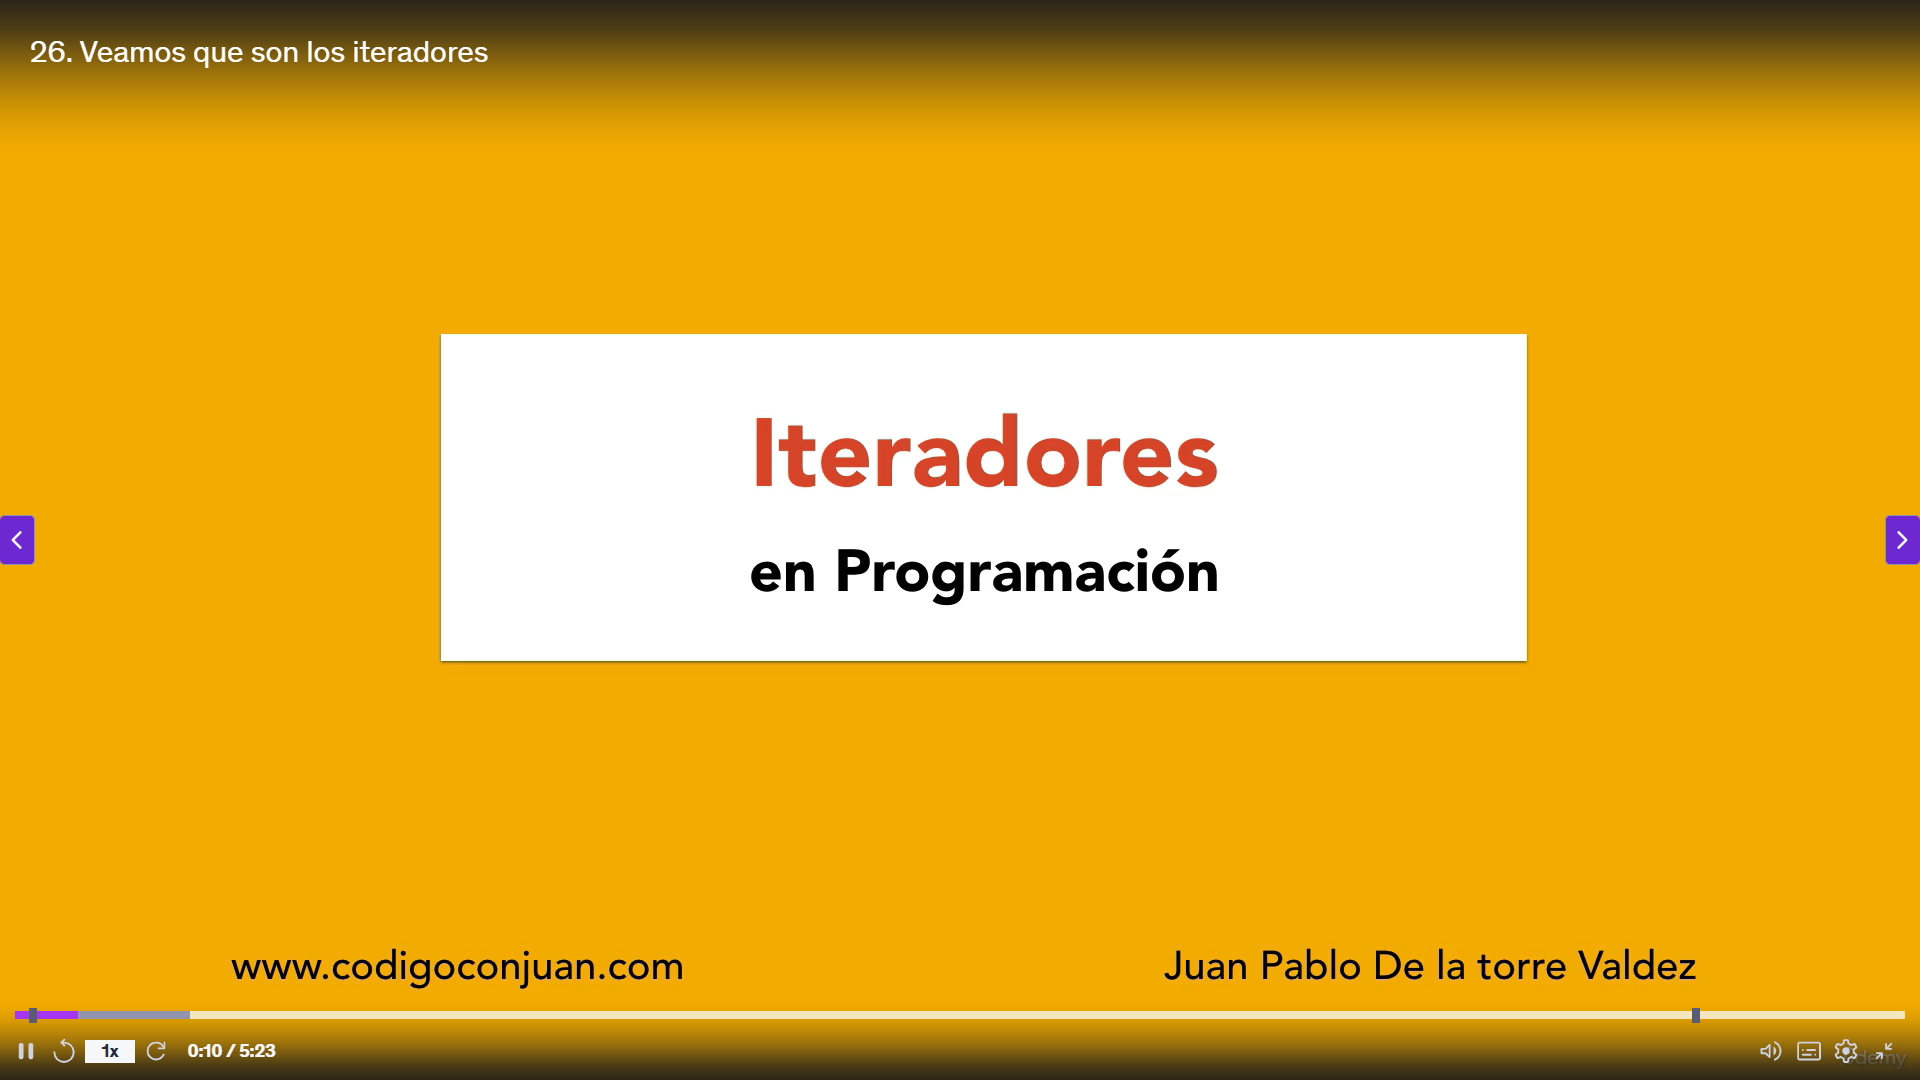 26. Veamos que son los iteradores
Iteradores
en Programación
www.codigoconjuan.com
Juan Pablo De la torre Valdez
1x
0:10 / 5:23